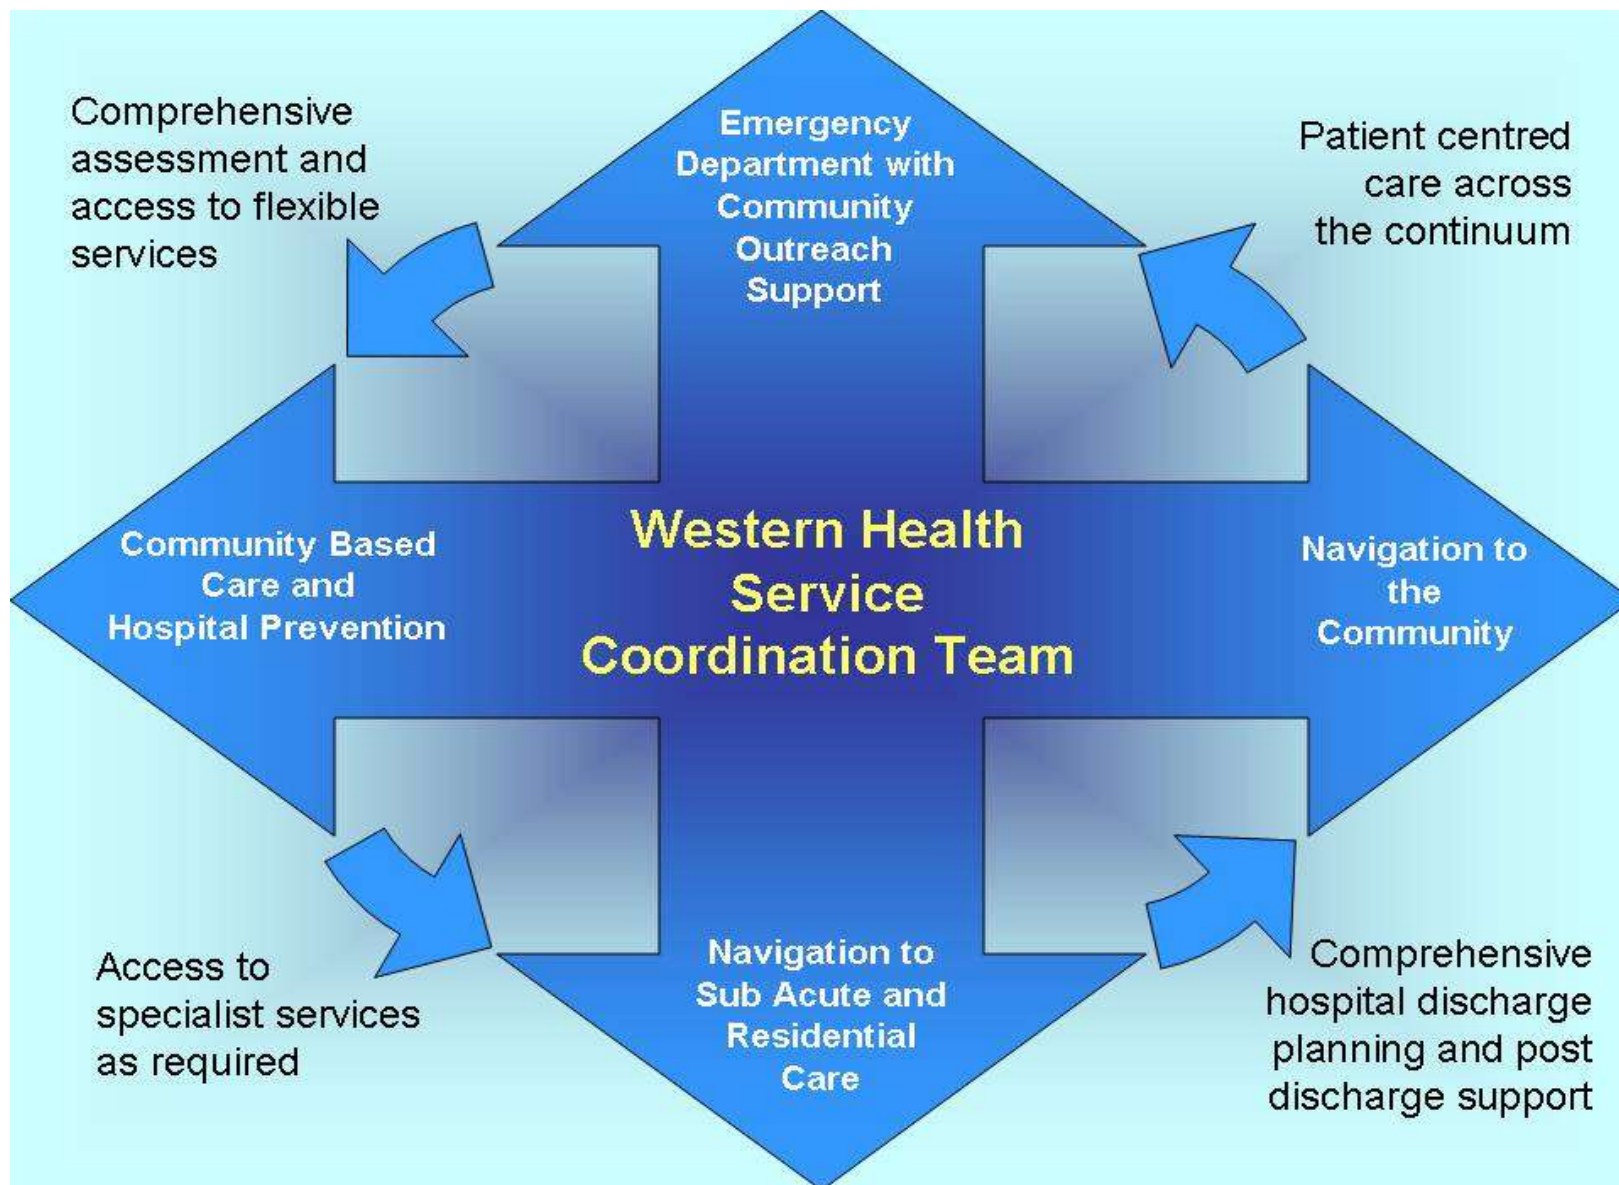 Comprehensive
assessment and
access to flexible
services
Emergency
Department with
Community
Outreach
Support
Patient centred
care across
the continuum
Community Based
Care and
Hospital Prevention
Western Health
Service
Coordination Team
Navigation to
the
Community
Access to
specialist services
as required
Navigation to
Sub Acute and
Residential
Care
Comprehensive
hospital discharge
planning and post
discharge support